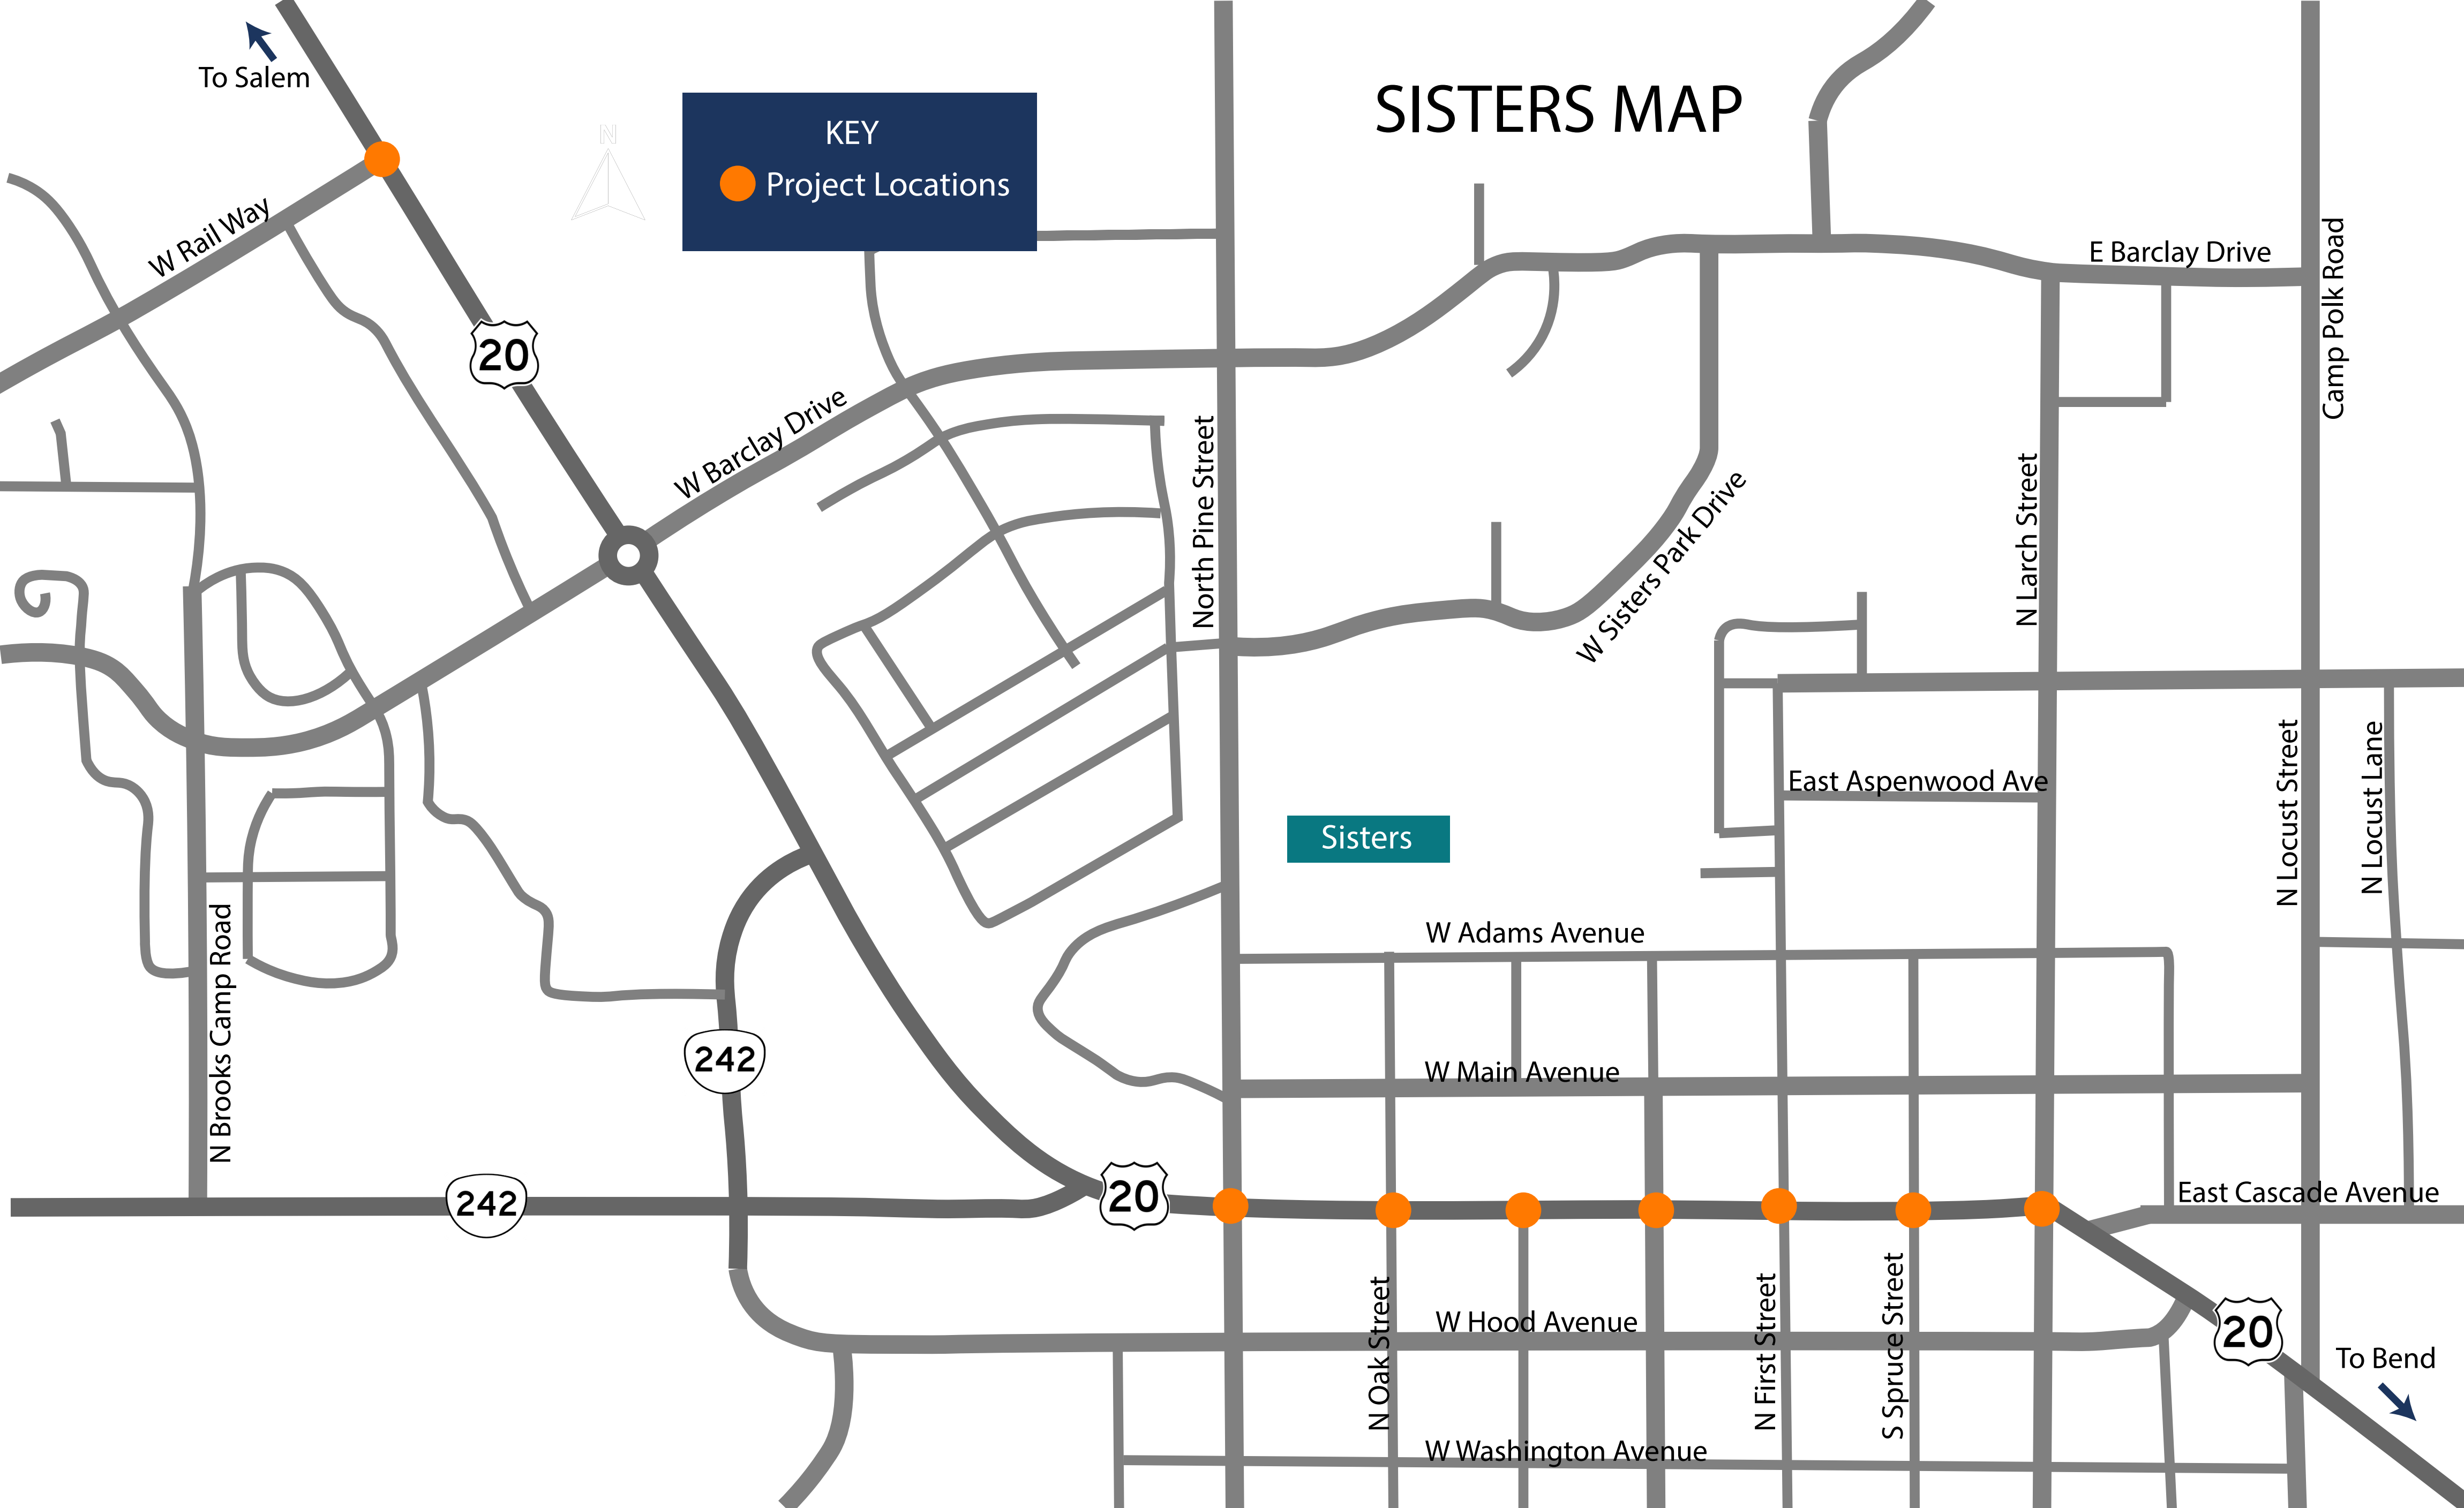 To Salem
SISTERS MAP
N
KEY
Project Locations
W Rail Way
E Barclay Drive
Camp Polk Road
20
W Barclay Drive
North Pine Street
N Larch Street
W Sisters Park Drive
East Aspenwood Ave
N Locust Street
N Locust Lane
Sisters
W Adams Avenue
N Brooks Camp Road
242
W Main Avenue
242
20
East Cascade Avenue
W Hood Avenue
N Oak Street
N First Street
S Spruce Street
20
To Bend
W Washington Avenue